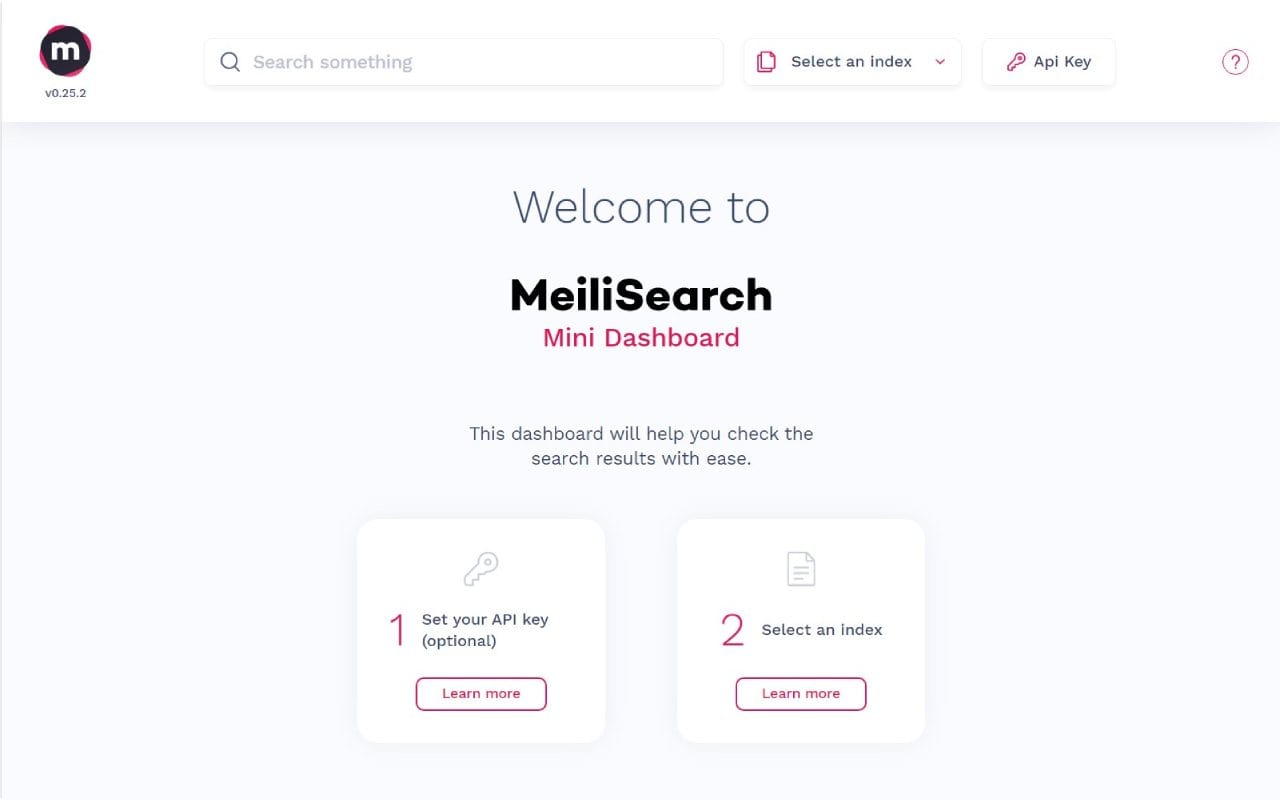 m
v0.25.2
Search something
Select an index
Api Key
?
Welcome to
MeiliSearch
Mini Dashboard
This dashboard will help you check the
search results with ease.
1
Set your API key
(optional)
Learn more
2
Select an index
Learn more